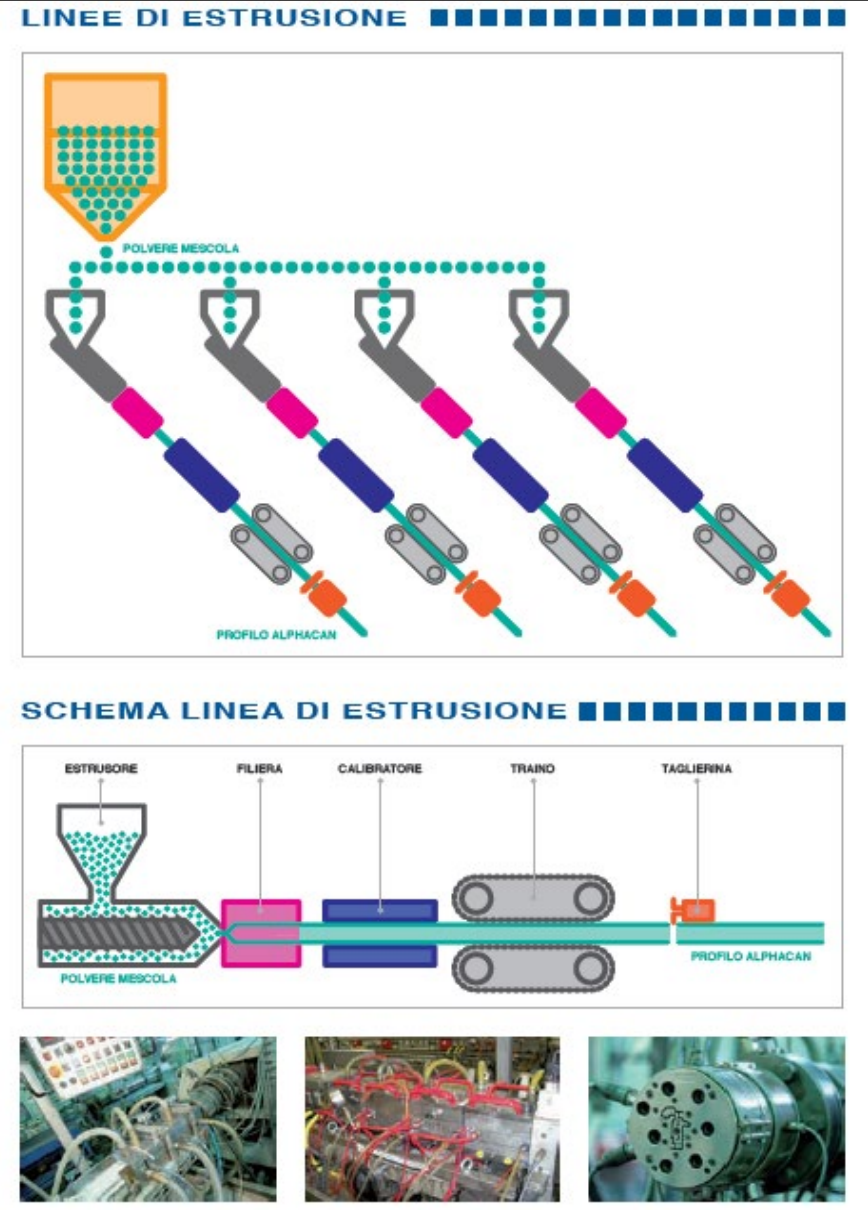 LINEE DI ESTRUSIONE
POLVERE MESCOLA
PROFILO ALPHACAN
SCHEMA LINEA DI ESTRUSIONE
ESTRUSORE FILIERA CALIBRATORE TRAINO TAGLIERINA
PROFILO ALPHACAN
POLVERE MESCOLA